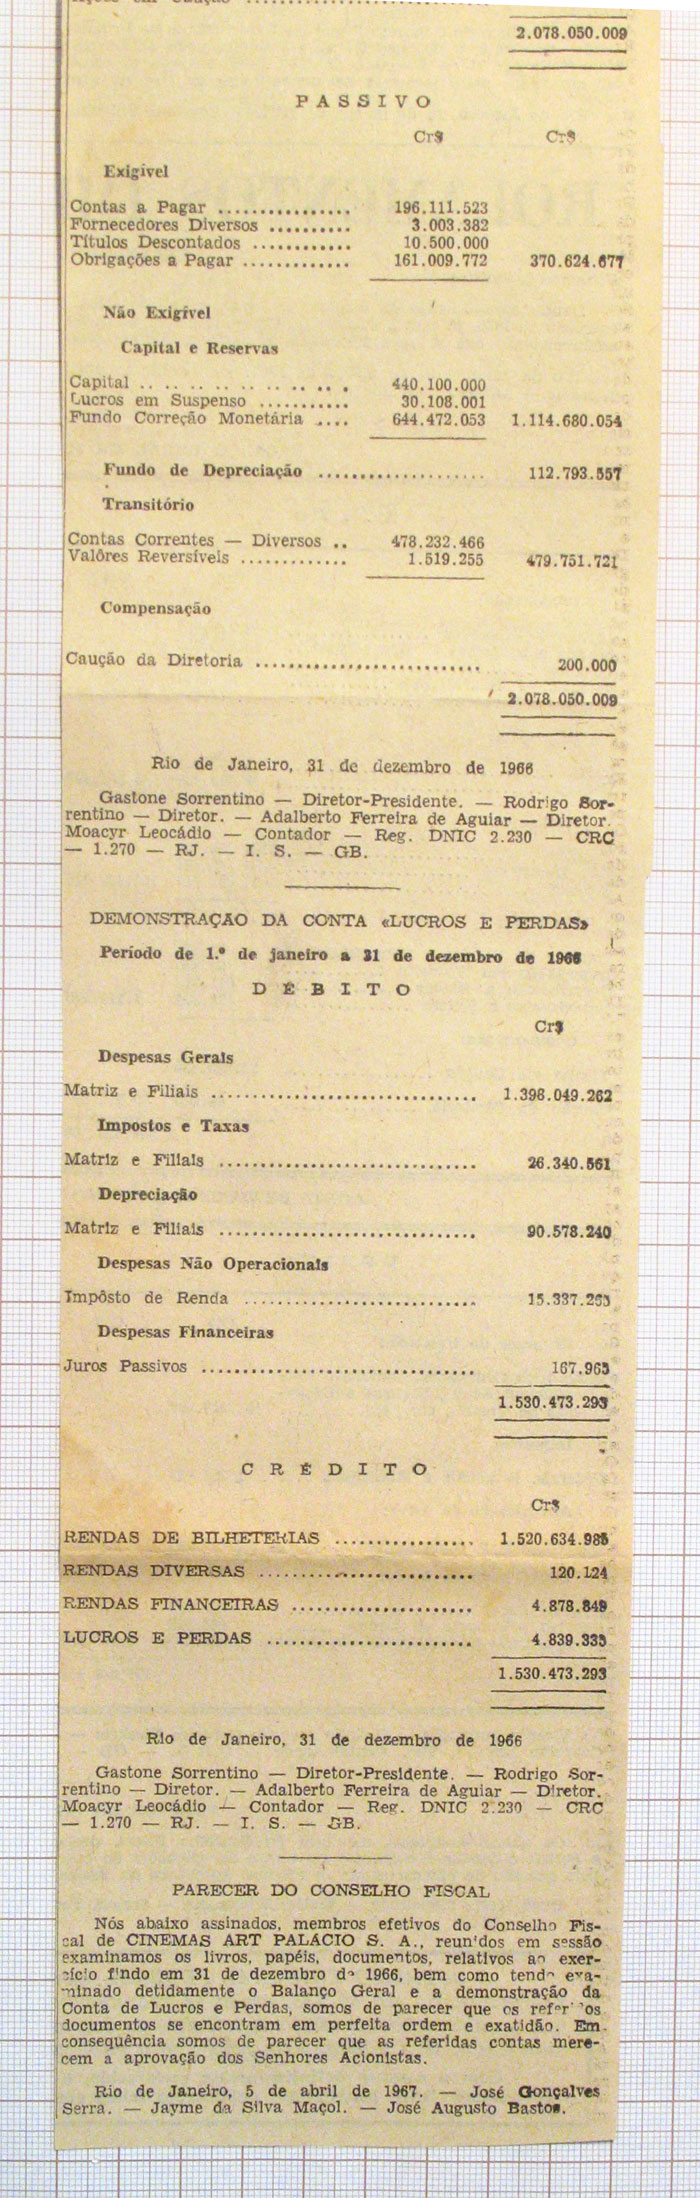 2.078.050.009
PASSIVO
Cr$ Cr$
Exigível
Contas a Pagar ................ 196.111.523
Fornecedores Diversos .......... 3.003.382
Títulos Descontados ............ 10.500.000
Obrigações a Pagar ............. 161.009.772 370.624.677
Não Exigível
Capital e Reservas
Capital .. .. .. .. .. .. .. .. .. . 440.100.000
Lucros em Suspenso ........... 30.108.001
Fundo Correção Monetária .... 644.472.053 1.114.680.054
Fundo de Depreciação .................... 112.793.557
Transitório
Contas Correntes — Diversos .. 478.232.466
Valôres Reversíveis ............. 1.519.255 479.751.721
Compensação
Caução da Diretoria ........................... 200.000
2.078.050.009
Rio de Janeiro, 31 de dezembro de 1966
Gastone Sorrentino — Diretor-Presidente. — Rodrigo Sor-
rentino — Diretor. — Adalberto Ferreira de Aguiar — Diretor.
Moacyr Leocádio — Contador — Reg. DNIC 2.230 — CRC
— 1.270 — RJ. — I. S. — GB.
DEMONSTRAÇÃO DA CONTA «LUCROS E PERDAS»
Período de 1.º de janeiro a 31 de dezembro de 1966
DÉBITO
Cr$
Despesas Gerais
Matriz e Filiais ................................ 1.398.049.262
Impostos e Taxas
Matriz e Filiais ............................... 26.340.561
Depreciação
Matriz e Filiais ............................... 90.578.240
Despesas Não Operacionais
Impôsto de Renda ............................ 15.337.265
Despesas Financeiras
Juros Passivos ................................. 167.965
1.530.473.293
CRÉDITO
Cr$
RENDAS DE BILHETERIAS ................. 1.520.634.985
RENDAS DIVERSAS .......................... 120.124
RENDAS FINANCEIRAS ...................... 4.878.849
LUCROS E PERDAS ......................... 4.839.335
1.530.473.293
Rio de Janeiro, 31 de dezembro de 1966
Gastone Sorrentino — Diretor-Presidente. — Rodrigo Sor-
rentino — Diretor. — Adalberto Ferreira de Aguiar — Diretor.
Moacyr Leocádio — Contador — Reg. DNIC 2.230 — CRC
— 1.270 — RJ. — I. S. — GB.
PARECER DO CONSELHO FISCAL
Nós abaixo assinados, membros efetivos do Conselho Fis-
cal de CINEMAS ART PALÁCIO S. A., reunidos em sessão
examinamos os livros, papéis, documentos, relativos ao exer-
cício findo em 31 de dezembro de 1966, bem como tendo exa-
minado detidamente o Balanço Geral e a demonstração da
Conta de Lucros e Perdas, somos de parecer que os referidos
documentos se encontram em perfeita ordem e exatidão. Em
consequência somos de parecer que as referidas contas mere-
cem a aprovação dos Senhores Acionistas.
Rio de Janeiro, 5 de abril de 1967. — José Gonçalves
Serra. — Jayme da Silva Maçol. — José Augusto Bastos.